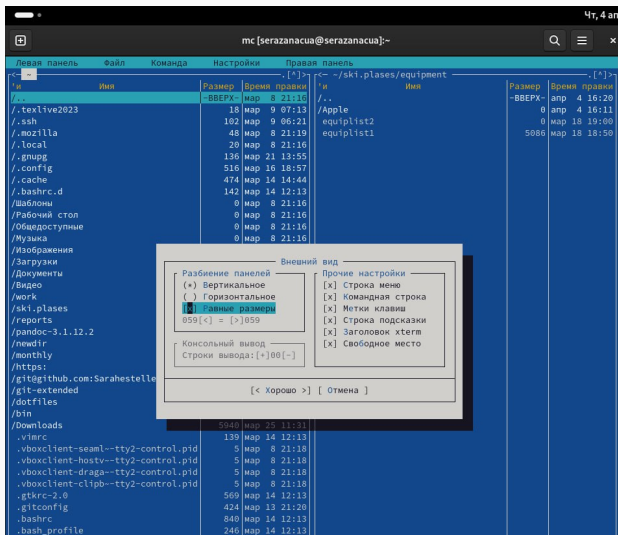 Чт, 4 ап
mc [serazanacua@serazanacua]:~
Левая панель Файл Команда Настройки Правая панель
<— ~ .[^]> <— ~/ski.plases/equipment .[^]>
'и Имя Размер Время правки 'и Имя Размер Время правки
/.. -ВВЕРХ- мар 8 21:16 /.. -ВВЕРХ- апр 4 16:20
/.texlive2023 18 мар 9 07:13 /Apple 0 апр 4 16:11
/.ssh 102 мар 9 06:21 equiplist2 0 мар 18 19:00
/.mozilla 48 мар 8 21:19 equiplist1 5086 мар 18 18:50
/.local 20 мар 8 21:16
/.gnupg 136 мар 21 13:55
/.config 516 мар 16 18:57
/.cache 474 мар 14 14:44
/.bashrc.d 142 мар 14 12:13
/Шаблоны 0 мар 8 21:16
/Рабочий стол 0 мар 8 21:16
/Общедоступные 0 мар 8 21:16
/Музыка 0 мар 8 21:16
/Изображения
/Загрузки
/Документы
/Видео
/work
/ski.plases
/reports
/pandoc-3.1.12.2
/newdir
/monthly
/https:
/git@github.com:Sarahestelle
/git-extended
/dotfiles
/bin
/Downloads 5940 мар 25 11:31
.vimrc 139 мар 14 12:13
.vboxclient-seaml--tty2-control.pid 5 мар 8 21:18
.vboxclient-hostv--tty2-control.pid 5 мар 8 21:18
.vboxclient-draga--tty2-control.pid 5 мар 8 21:18
.vboxclient-clipb--tty2-control.pid 5 мар 8 21:18
.gtkrc-2.0 569 мар 14 12:13
.gitconfig 424 мар 13 21:20
.bashrc 840 мар 14 12:13
.bash_profile 246 мар 14 12:13
Внешний вид
Разбиение панелей
(*) Вертикальное
( ) Горизонтальное
[x] Равные размеры
059[<] = [>]059
Консольный вывод
Строки вывода:[+]00[-]
Прочие настройки
[x] Строка меню
[x] Командная строка
[x] Метки клавиш
[x] Строка подсказки
[x] Заголовок xterm
[x] Свободное место
[< Хорошо >] [ Отмена ]